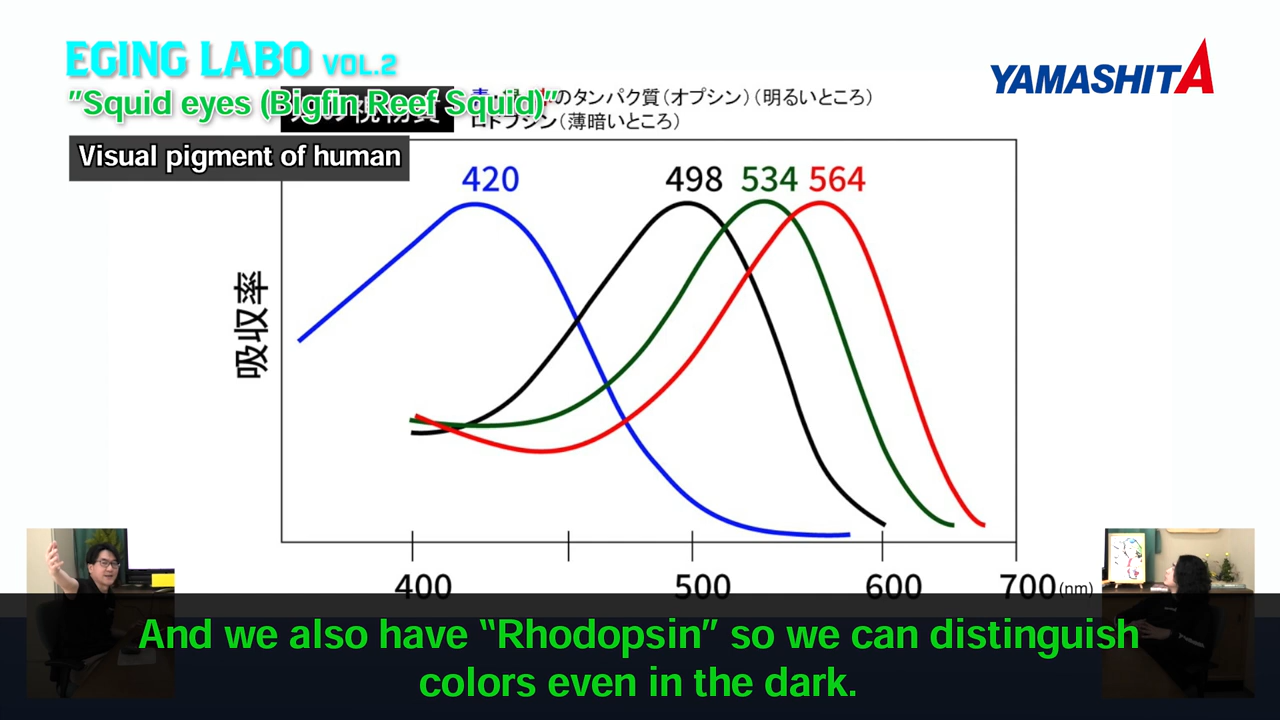 EGING LABO VOL.2
YAMASHITA
"Squid eyes (Bigfin Reef Squid)"
のタンパク質（オプシン）（明るいところ）
ロドプシン（薄暗いところ）
Visual pigment of human
420 498 534 564
吸収率
400 500 600 700(nm)
And we also have “Rhodopsin” so we can distinguish
colors even in the dark.